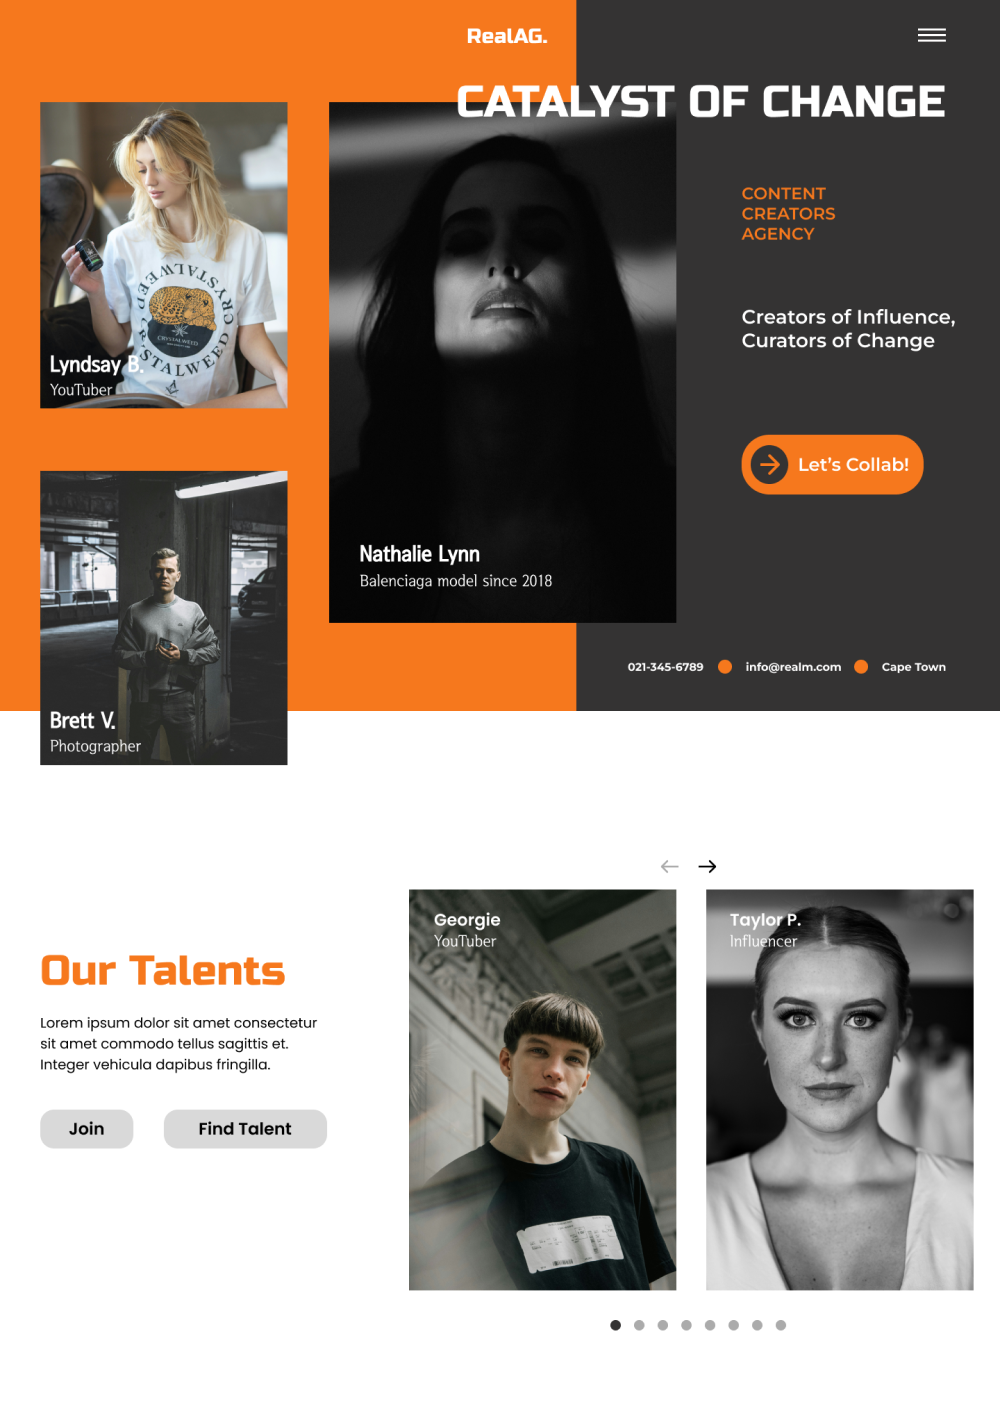 RealAG.
CATALYST OF CHANGE
CONTENT
CREATORS
AGENCY
Creators of Influence,
Curators of Change
Let's Collab!
CRYSTALWEED CRYSTALWEED
CRYSTALWEED
Lyndsay B.
YouTuber
Nathalie Lynn
Balenciaga model since 2018
021-345-6789
info@realm.com
Cape Town
Brett V.
Photographer
Our Talents
Lorem ipsum dolor sit amet consectetur
sit amet commodo tellus sagittis et.
Integer vehicula dapibus fringilla.
Join
Find Talent
Georgie
YouTuber
Taylor P.
Influencer